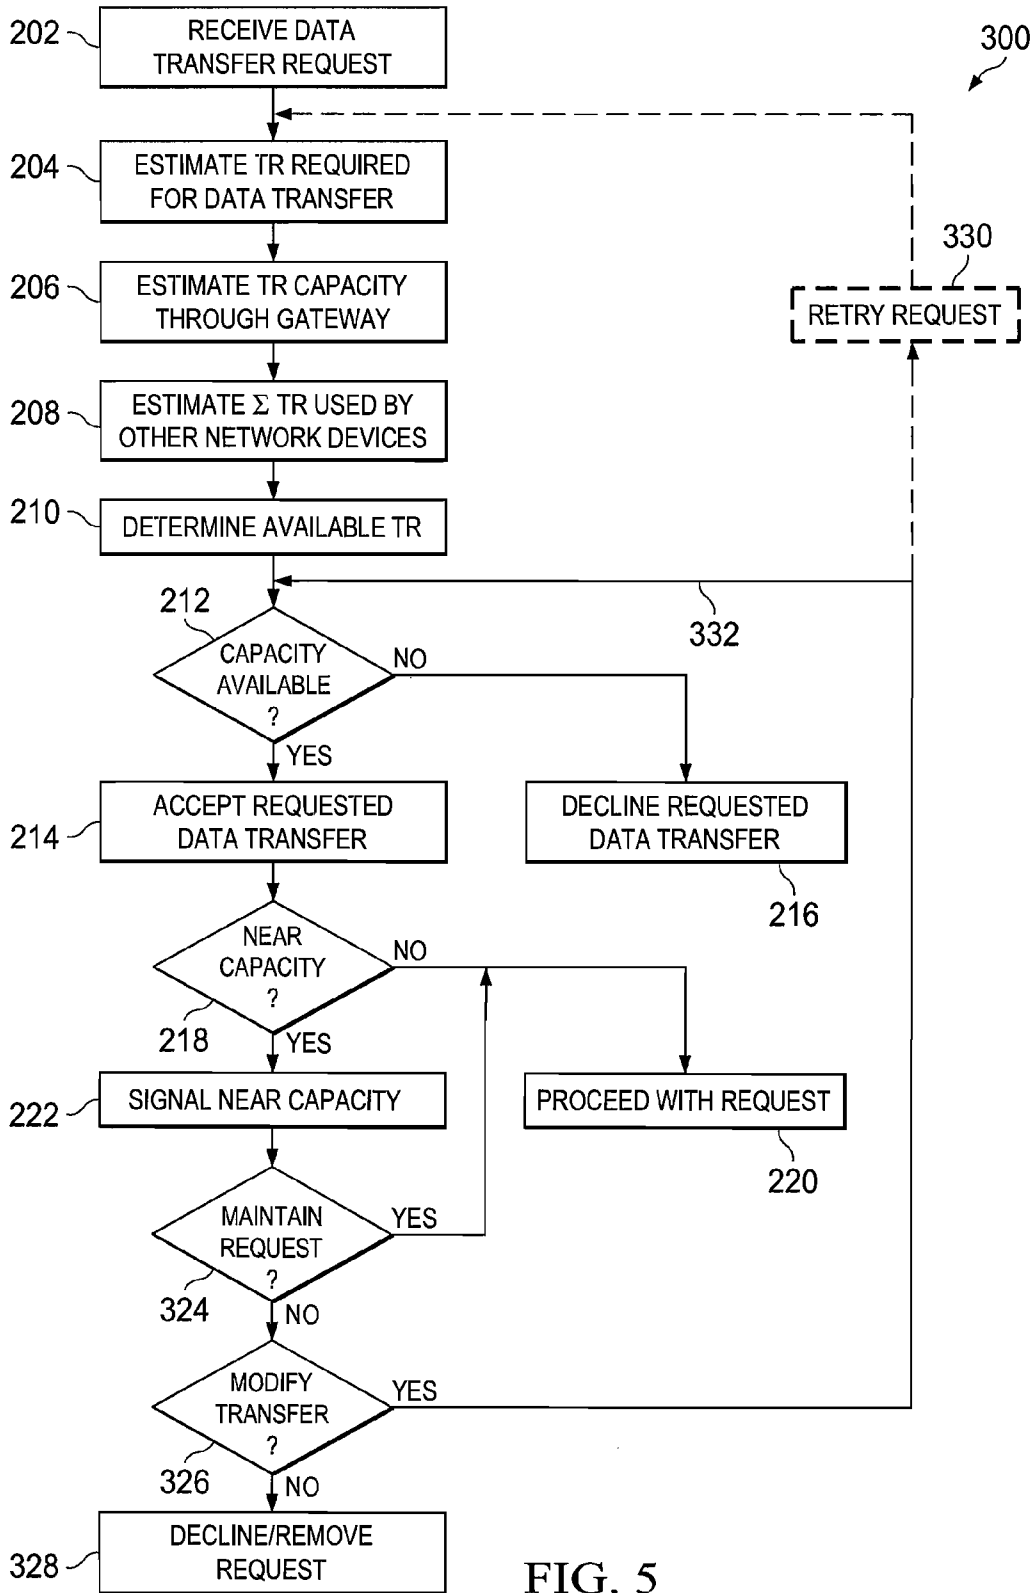 202
RECEIVE DATA
TRANSFER REQUEST
300
204
ESTIMATE TR REQUIRED
FOR DATA TRANSFER
206
ESTIMATE TR CAPACITY
THROUGH GATEWAY
330
RETRY REQUEST
208
ESTIMATE Σ TR USED BY
OTHER NETWORK DEVICES
210
DETERMINE AVAILABLE TR
332
212
CAPACITY
AVAILABLE
?
NO
YES
214
ACCEPT REQUESTED
DATA TRANSFER
DECLINE REQUESTED
DATA TRANSFER
216
NEAR
CAPACITY
?
NO
218
YES
222
SIGNAL NEAR CAPACITY
PROCEED WITH REQUEST
220
MAINTAIN
REQUEST
?
YES
324
NO
MODIFY
TRANSFER
?
YES
326
NO
328
DECLINE/REMOVE
REQUEST
FIG. 5